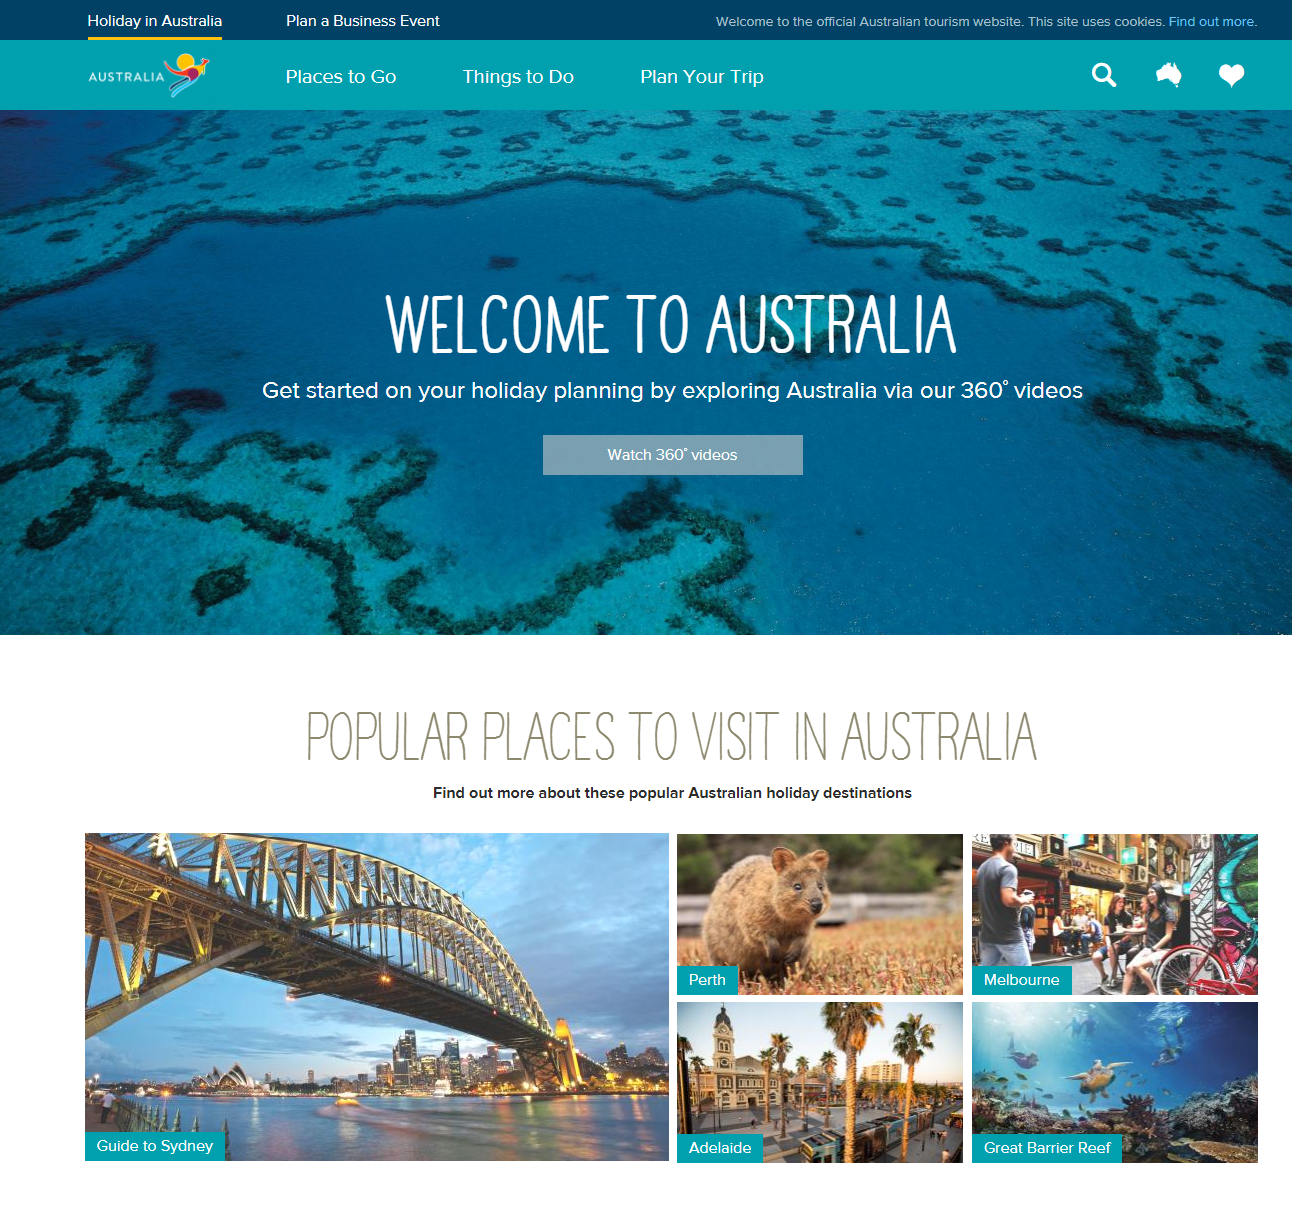 Holiday in Australia
Plan a Business Event
Welcome to the official Australian tourism website. This site uses cookies. Find out more.
AUSTRALIA
Places to Go
Things to Do
Plan Your Trip
WELCOME TO AUSTRALIA
Get started on your holiday planning by exploring Australia via our 360° videos
Watch 360° videos
POPULAR PLACES TO VISIT IN AUSTRALIA
Find out more about these popular Australian holiday destinations
Perth
Melbourne
Guide to Sydney
Adelaide
Great Barrier Reef